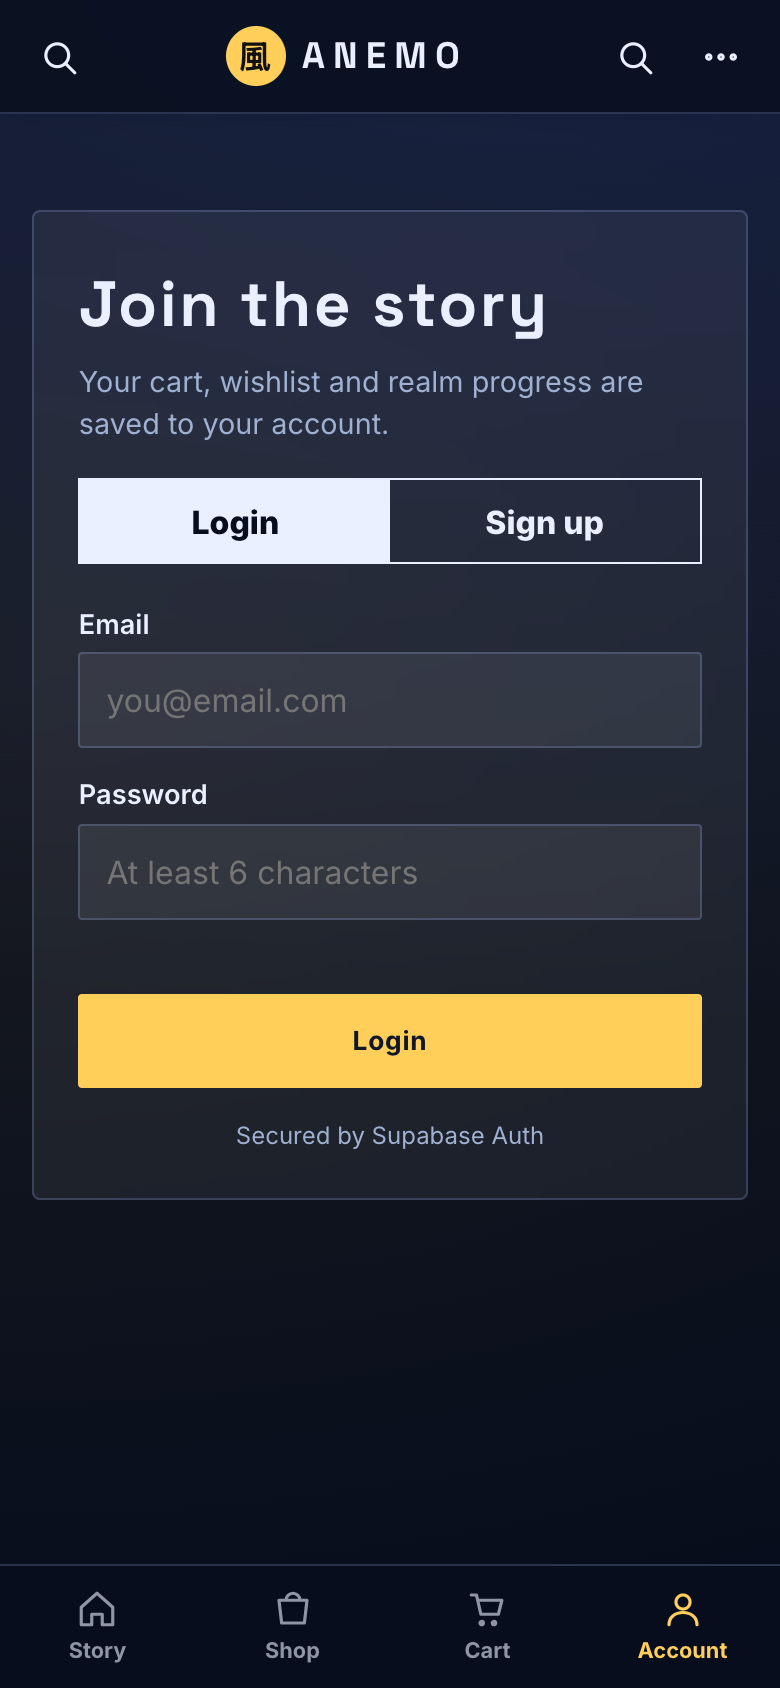 風 ANEMO
Join the story
Your cart, wishlist and realm progress are
saved to your account.
Login Sign up
Email
you@email.com
Password
At least 6 characters
Login
Secured by Supabase Auth
Story Shop Cart Account